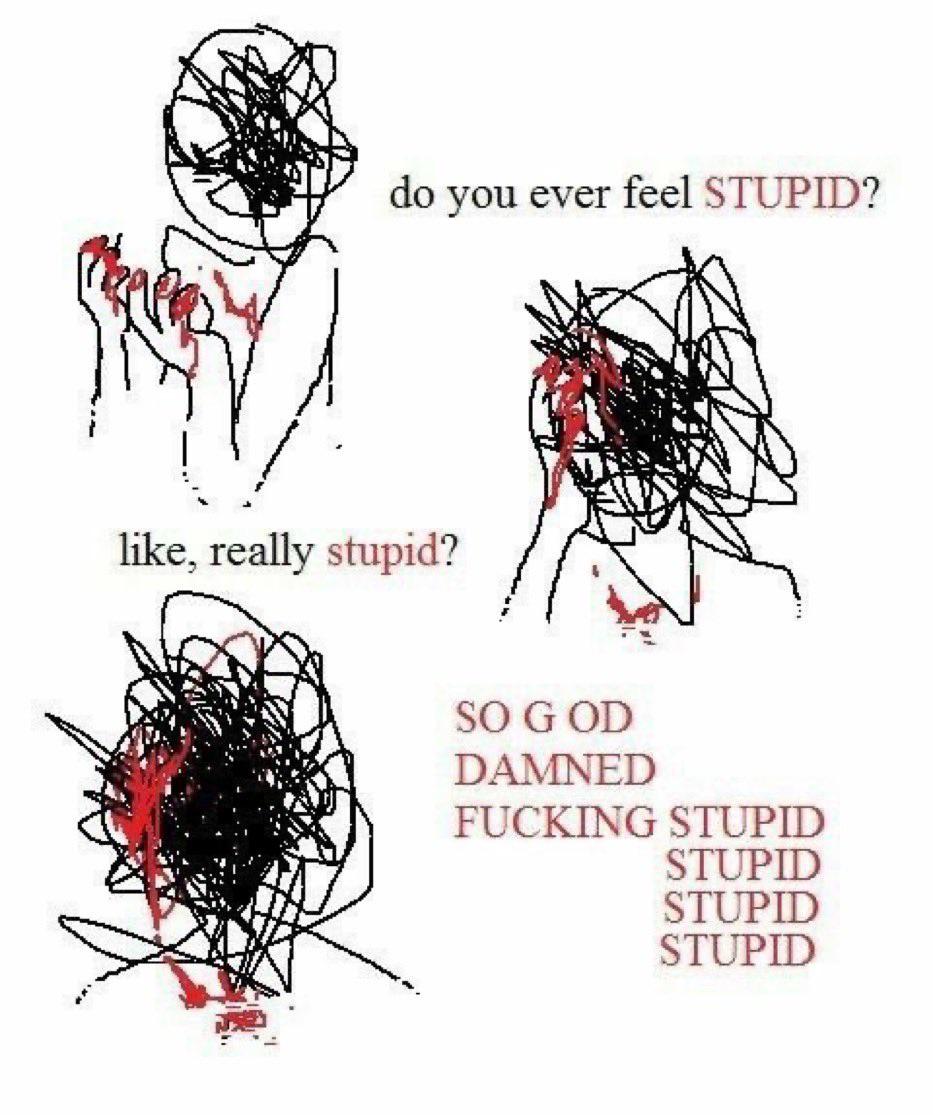 do you ever feel STUPID?
like, really stupid?
SO G OD
DAMNED
FUCKING STUPID
STUPID
STUPID
STUPID